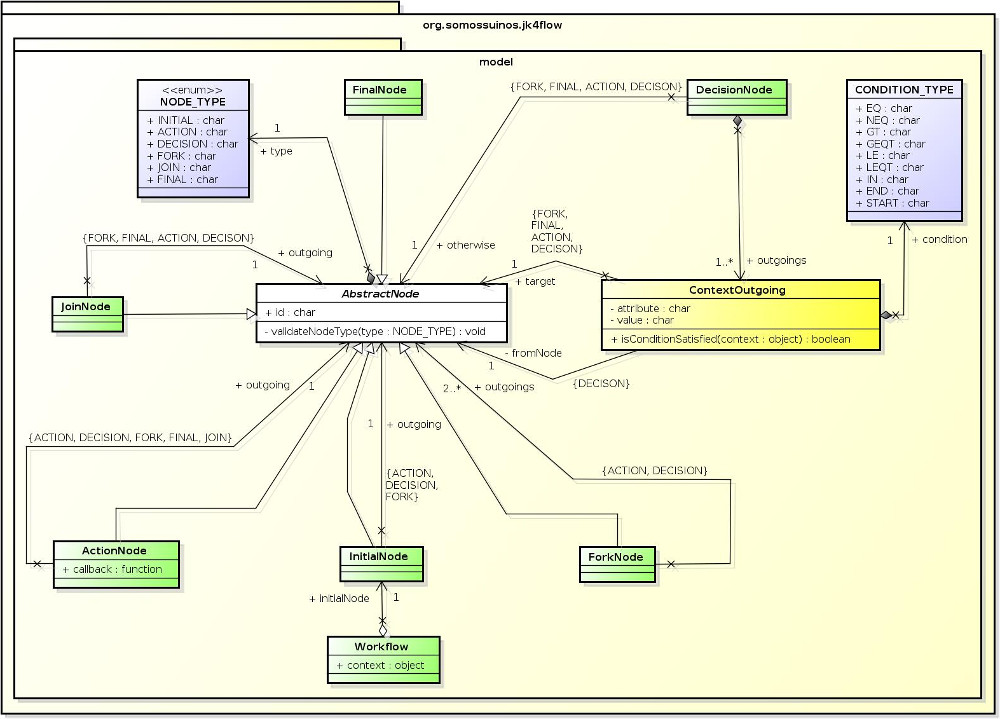 org.somossuinos.jk4flow
model
<<enum>>
NODE_TYPE
+ INITIAL : char
+ ACTION : char
+ DECISION : char
+ FORK : char
+ JOIN : char
+ FINAL : char
1
+ type
FinalNode
{FORK, FINAL, ACTION, DECISON}
DecisionNode
CONDITION_TYPE
+ EQ : char
+ NEQ : char
+ GT : char
+ GEQT : char
+ LE : char
+ LEQT : char
+ IN : char
+ END : char
+ START : char
{FORK, FINAL, ACTION, DECISON}
+ outgoing
1
1
+ otherwise
{FORK,
FINAL,
ACTION,
DECISON}
1
+ target
1..*
+ outgoings
1
+ condition
JoinNode
AbstractNode
+ id : char
- validateNodeType(type : NODE_TYPE) : void
ContextOutgoing
- attribute : char
- value : char
+ isConditionSatisfied(context : object) : boolean
- fromNode
1
{DECISON}
+ outgoing
1
2..*
+ outgoings
{ACTION, DECISION, FORK, FINAL, JOIN}
1
+ outgoing
{ACTION,
DECISION,
FORK}
{ACTION, DECISION}
ActionNode
+ callback : function
InitialNode
ForkNode
+ initialNode
1
Workflow
+ context : object